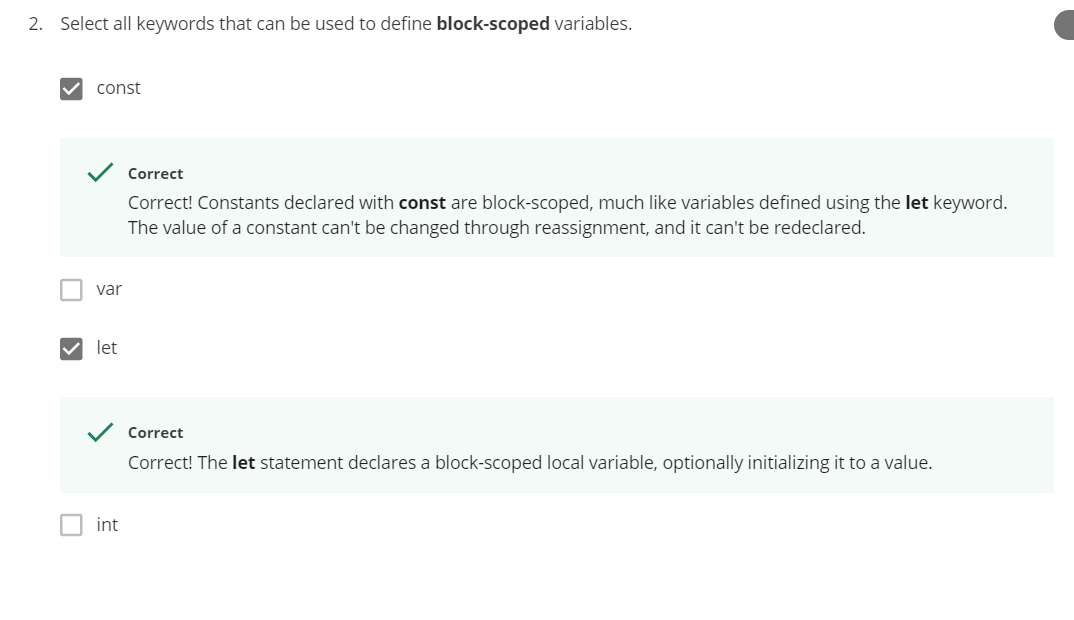 2. Select all keywords that can be used to define block-scoped variables.
const
Correct
Correct! Constants declared with const are block-scoped, much like variables defined using the let keyword.
The value of a constant can't be changed through reassignment, and it can't be redeclared.
var
let
Correct
Correct! The let statement declares a block-scoped local variable, optionally initializing it to a value.
int